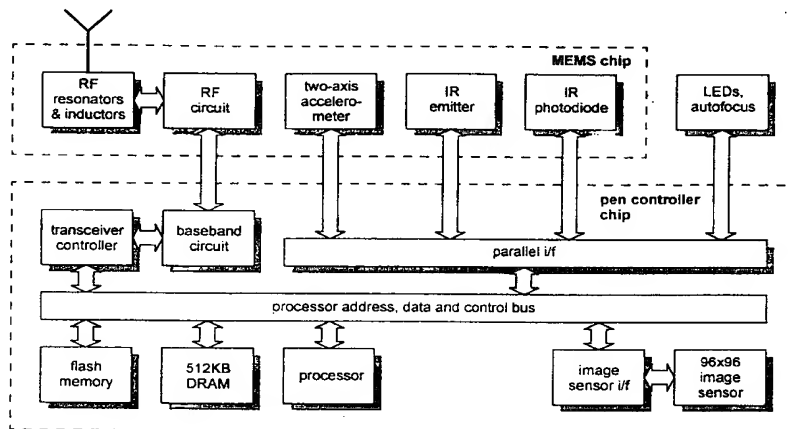 MEMS chip
RF
resonators
& inductors
RF
circuit
two-axis
accelero-
meter
IR
emitter
IR
photodiode
LEDs,
autofocus
pen controller
chip
transceiver
controller
baseband
circuit
parallel i/f
processor address, data and control bus
flash
memory
512KB
DRAM
processor
image
sensor i/f
96x96
image
sensor